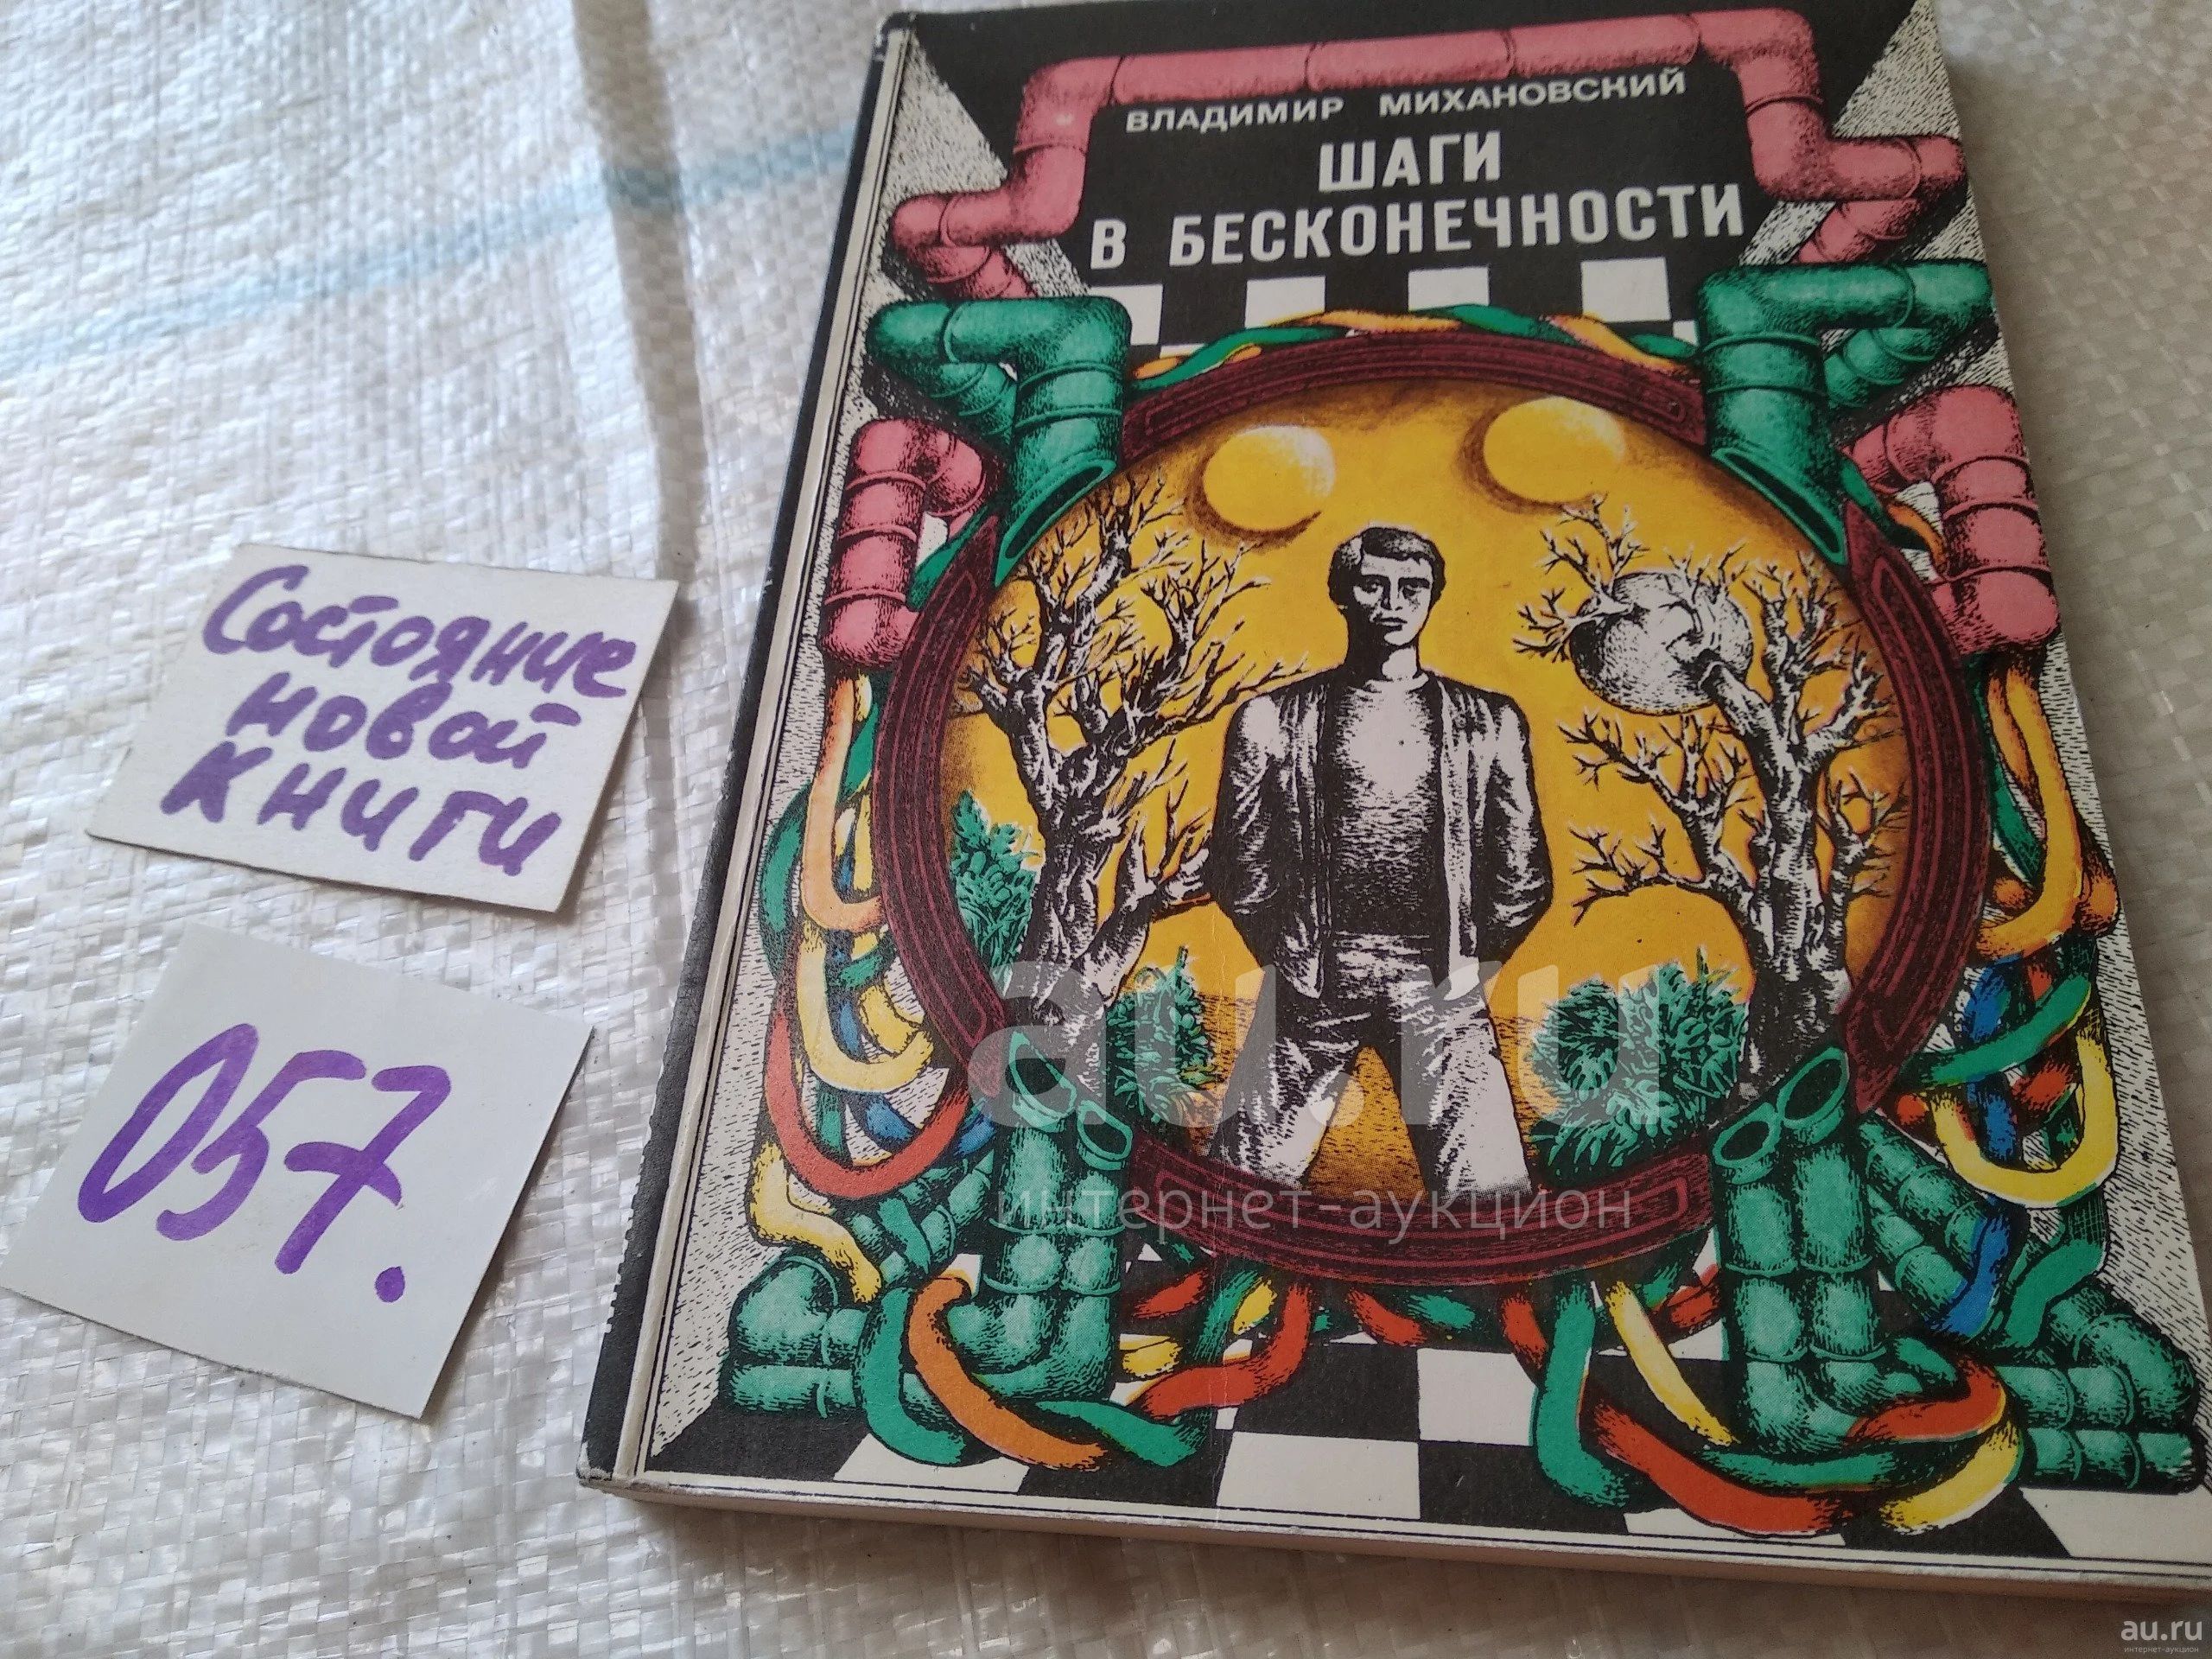 ВЛАДИМИР МИХАНОВСКИЙ
ШАГИ
В БЕСКОНЕЧНОСТИ
Состояние
новой
книги
057.
au.ru
интернет-аукцион
au.ru
интернет-аукцион